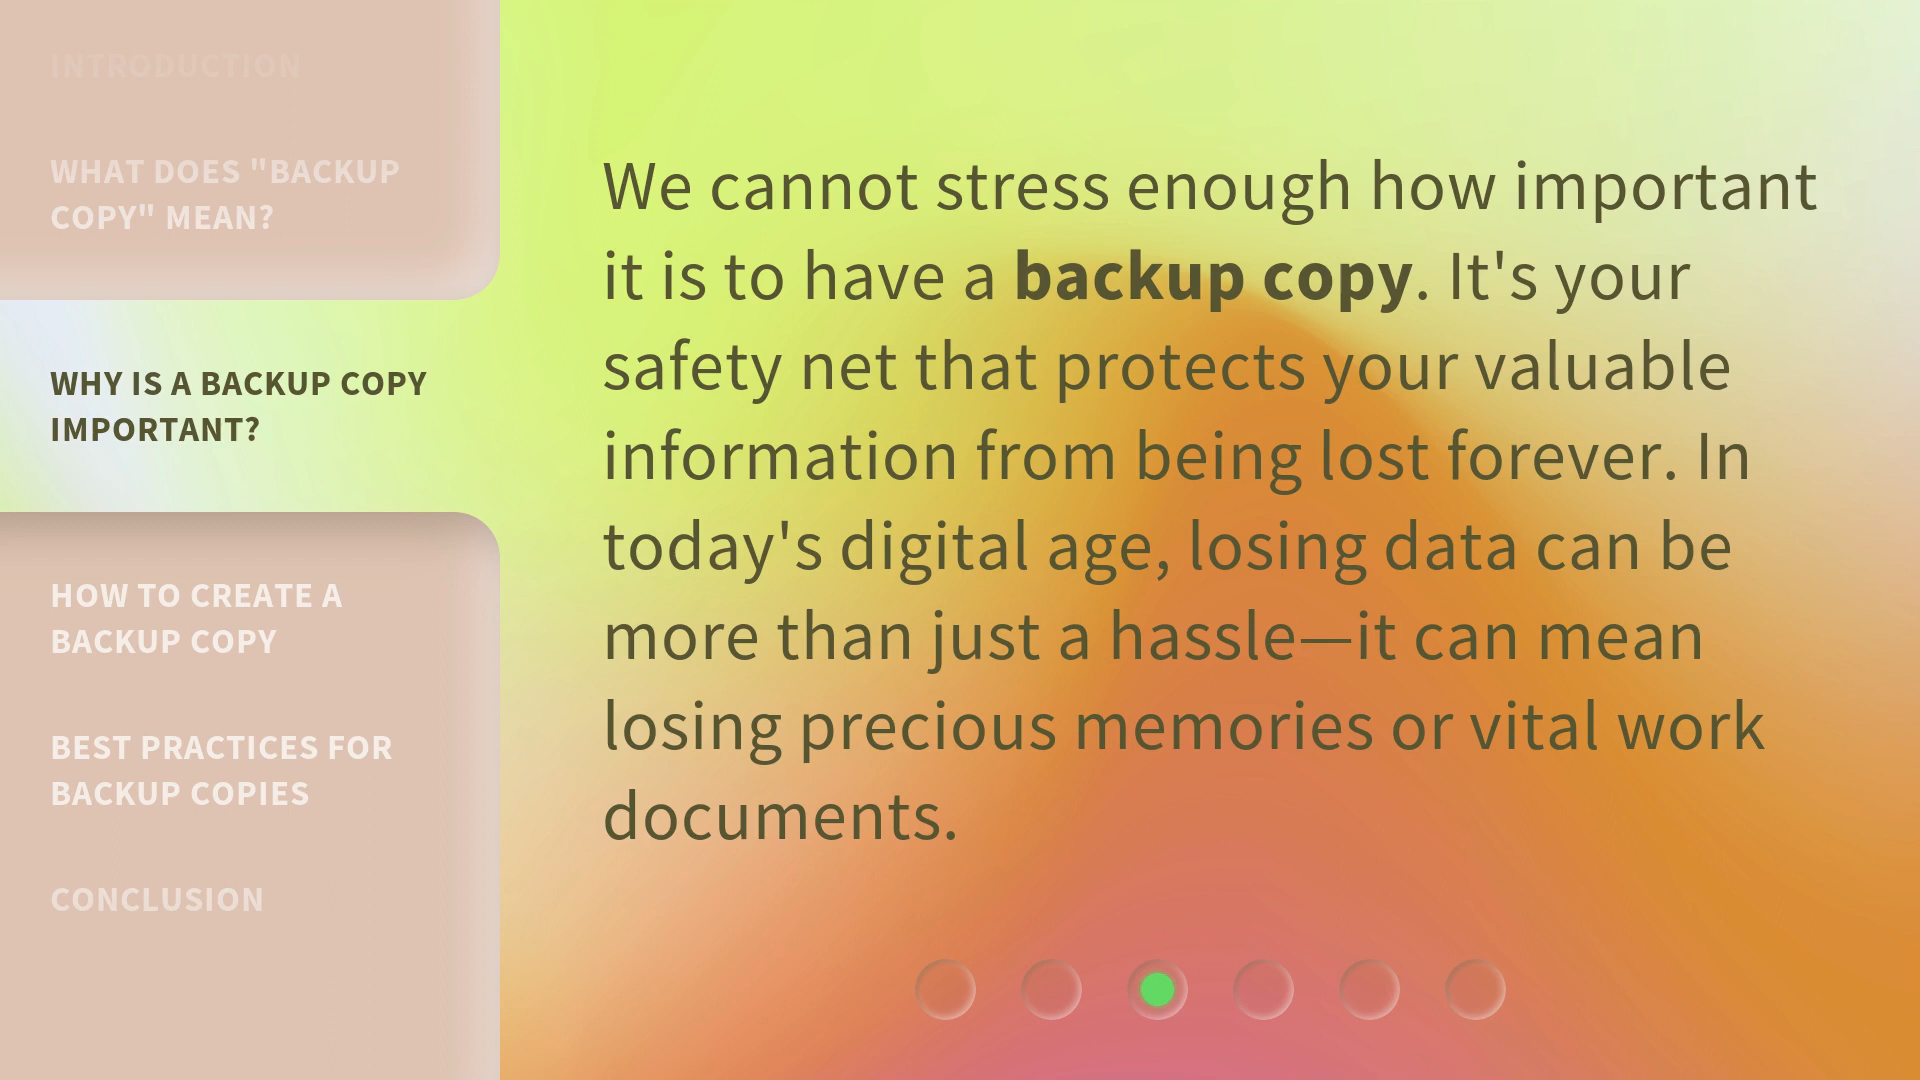 INTRODUCTION
WHAT DOES "BACKUP
COPY" MEAN?
WHY IS A BACKUP COPY
IMPORTANT?
HOW TO CREATE A
BACKUP COPY
BEST PRACTICES FOR
BACKUP COPIES
CONCLUSION
We cannot stress enough how important
it is to have a backup copy. It's your
safety net that protects your valuable
information from being lost forever. In
today's digital age, losing data can be
more than just a hassle—it can mean
losing precious memories or vital work
documents.